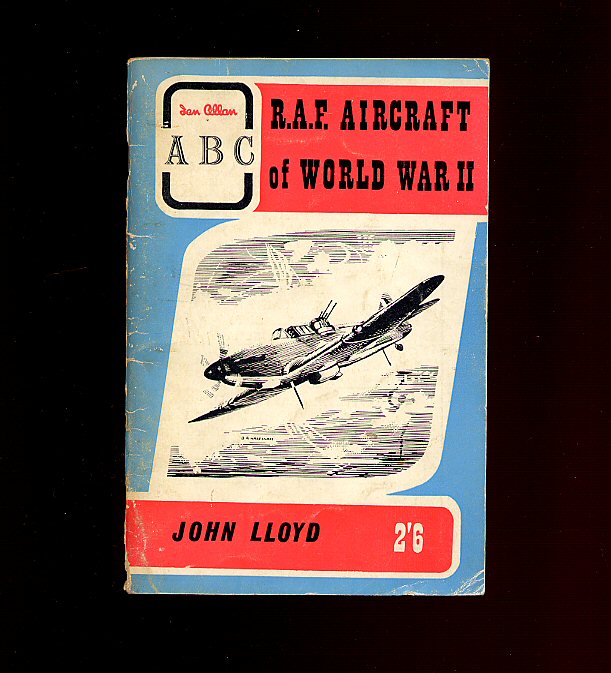 Ian Allan
ABC
R.A.F. AIRCRAFT
of WORLD WAR II
JOHN LLOYD
2'6